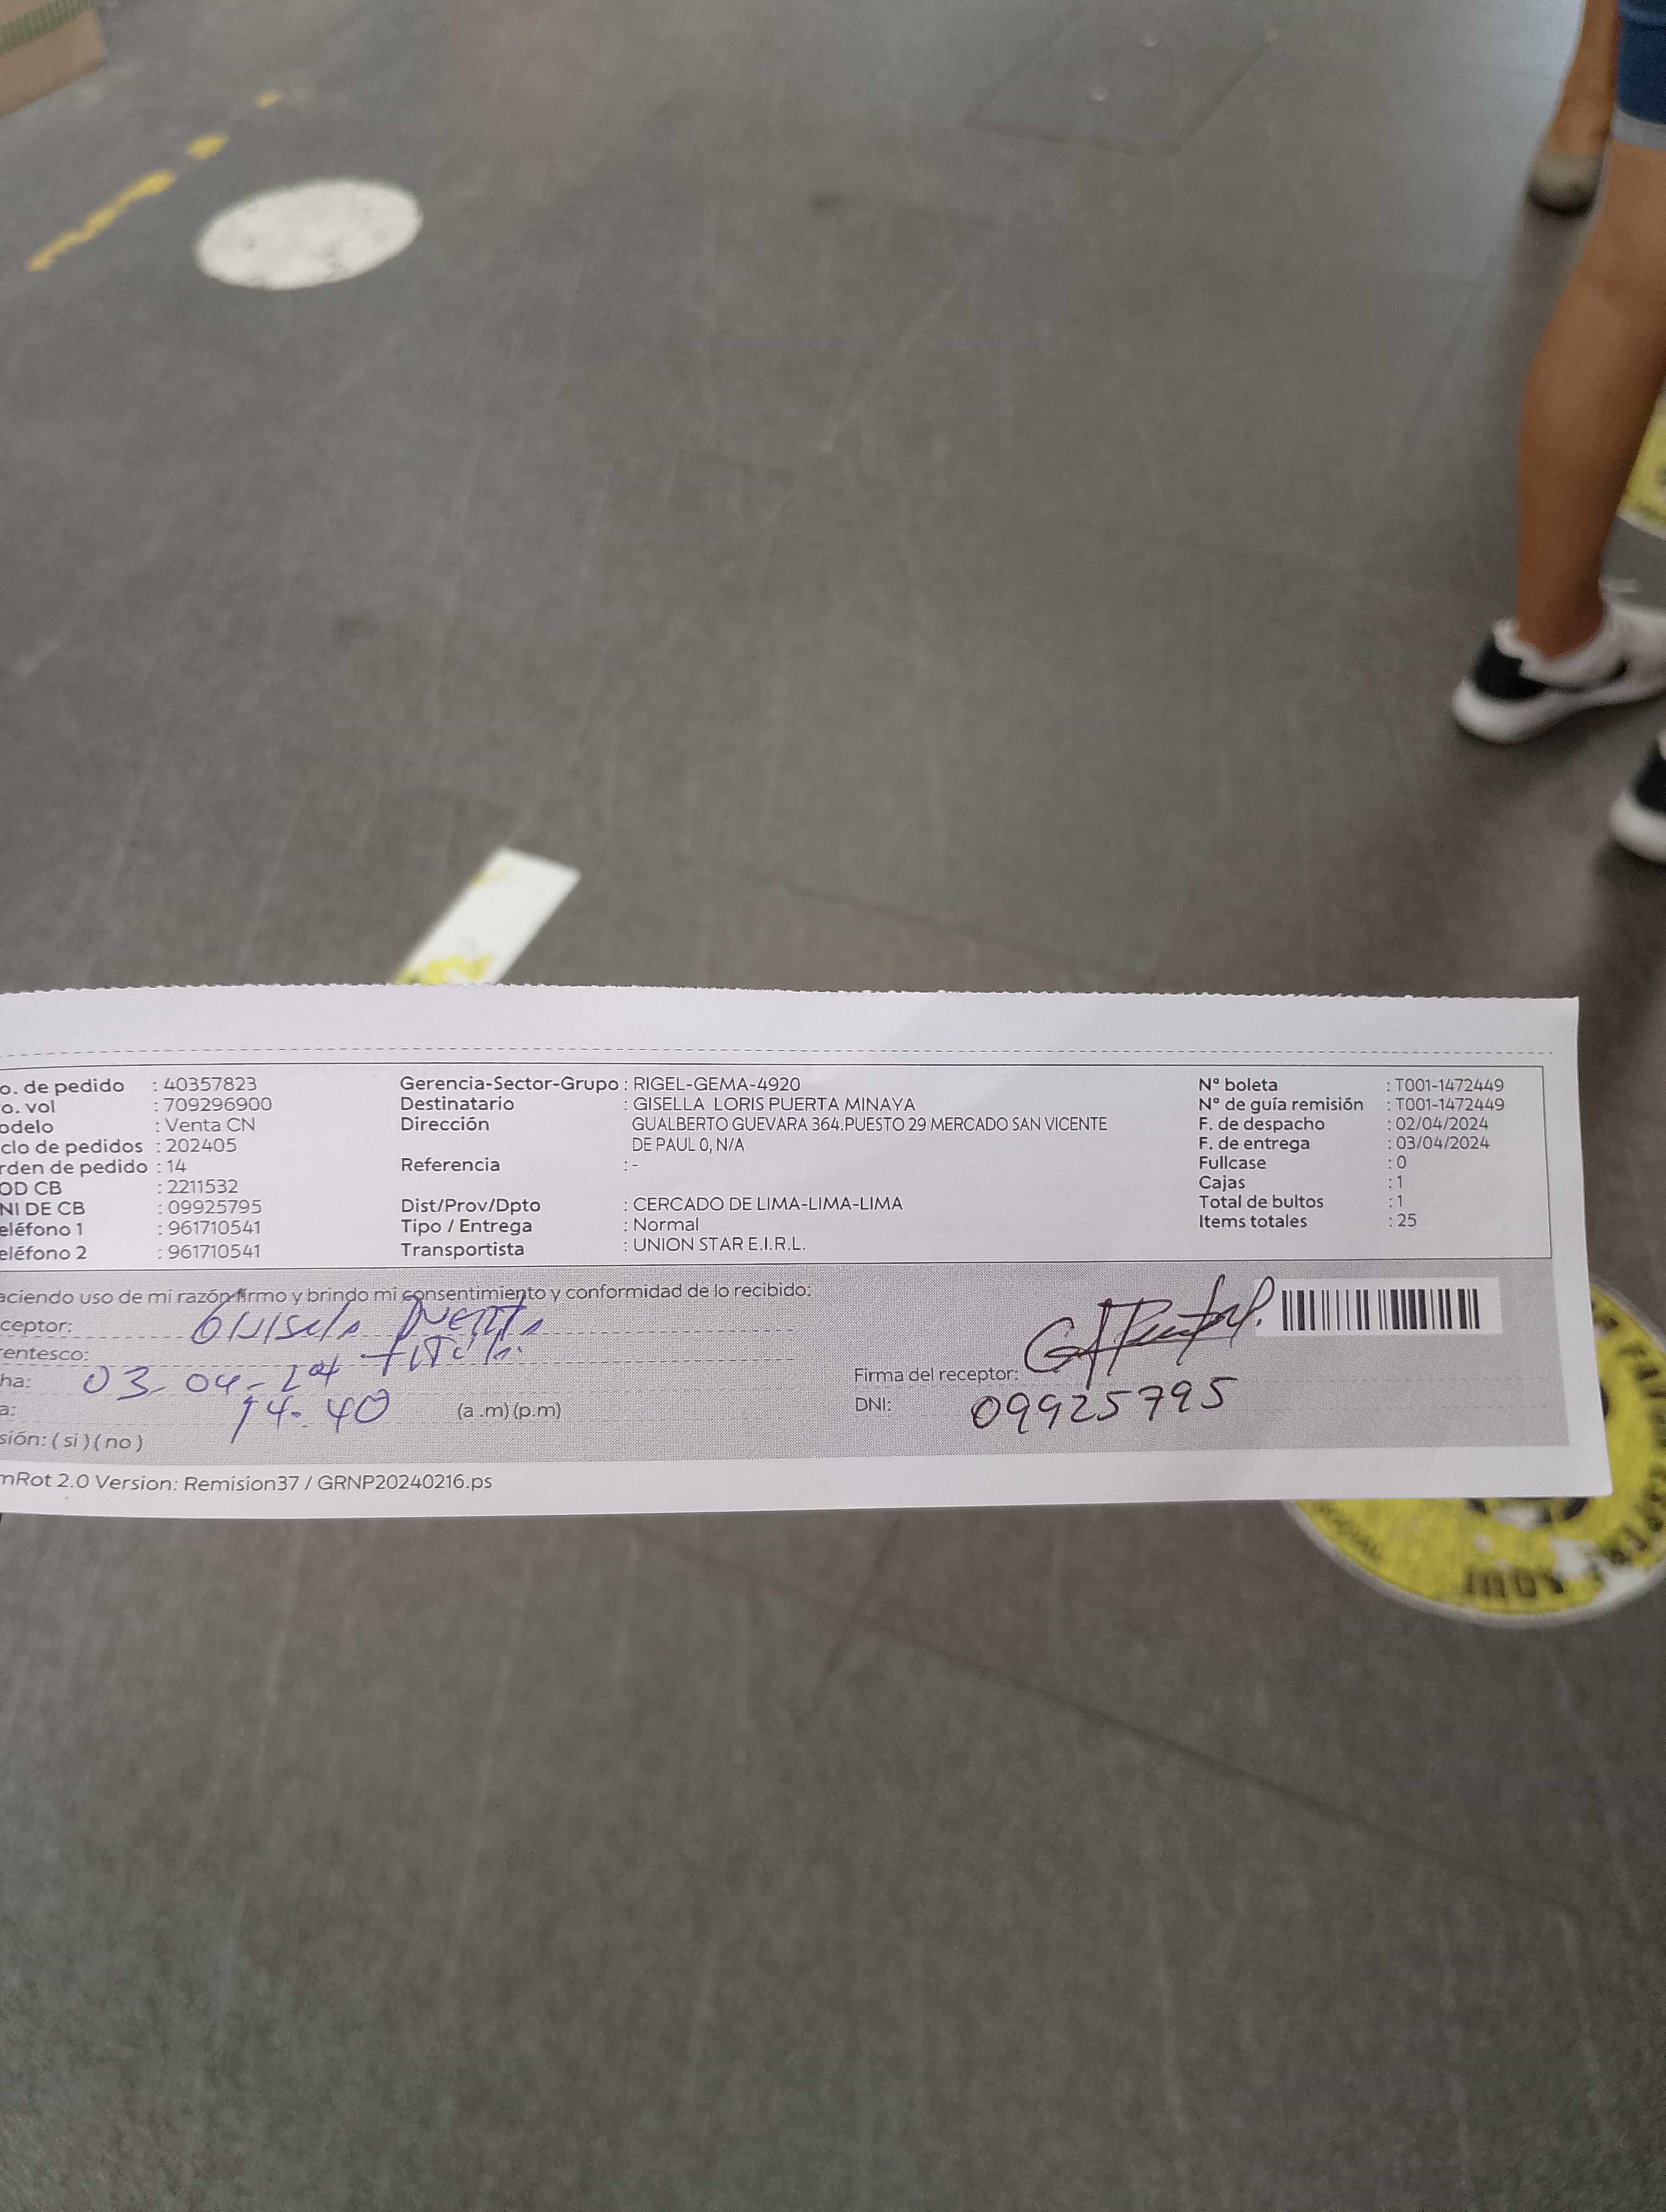 o. de pedido : 40357823
o. vol : 709296900
odelo : Venta CN
clo de pedidos : 202405
rden de pedido : 14
OD CB : 2211532
NI DE CB : 09925795
eléfono 1 : 961710541
eléfono 2 : 961710541
Gerencia-Sector-Grupo : RIGEL-GEMA-4920
Destinatario : GISELLA LORIS PUERTA MINAYA
Dirección GUALBERTO GUEVARA 364.PUESTO 29 MERCADO SAN VICENTE
DE PAUL 0, N/A
Referencia : -
Dist/Prov/Dpto : CERCADO DE LIMA-LIMA-LIMA
Tipo / Entrega : Normal
Transportista : UNION STAR E.I.R.L.
Nº boleta : T001-1472449
Nº de guía remisión : T001-1472449
F. de despacho : 02/04/2024
F. de entrega : 03/04/2024
Fullcase : 0
Cajas : 1
Total de bultos : 1
Items totales : 25
aciendo uso de mi razón firmo y brindo mi consentimiento y conformidad de lo recibido:
ceptor: Puerta
rentesco:
ha: 03-04-
a: 14:40 (a .m) (p.m)
sión: ( si ) ( no )
Firma del receptor:
DNI: 09925795
mRot 2.0 Version: Remision37 / GRNP20240216.ps
AQUI